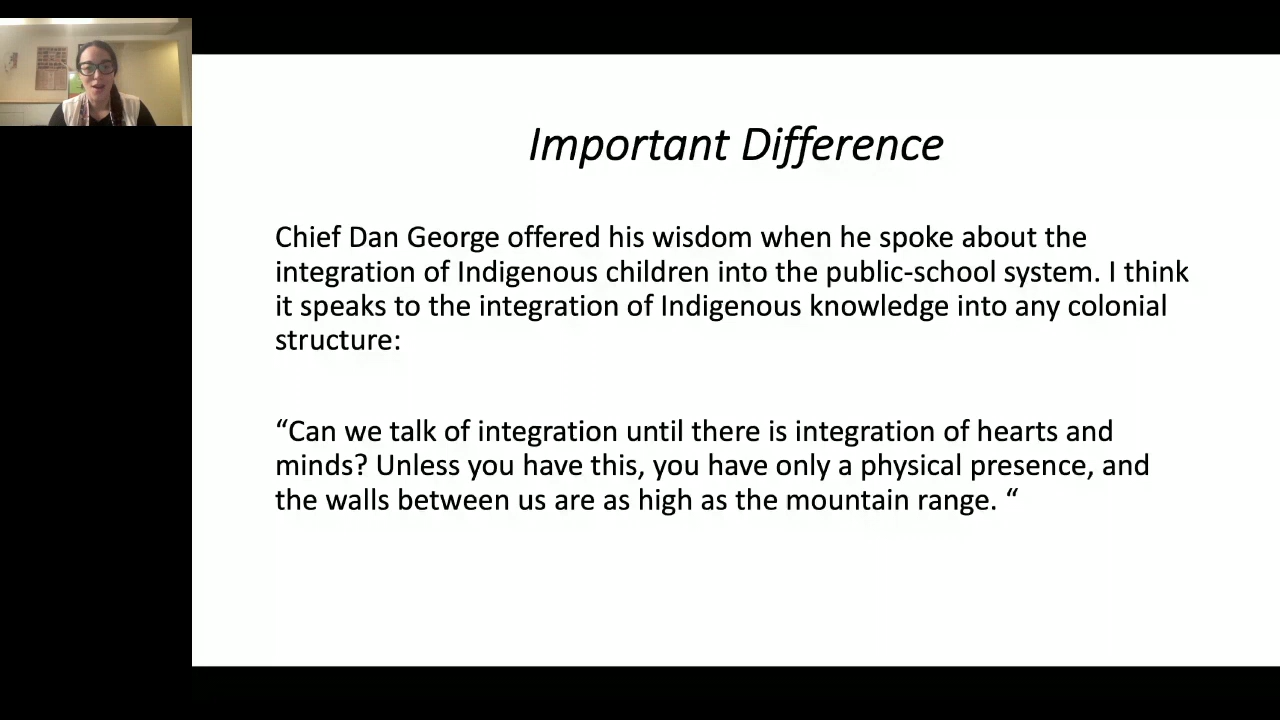 Important Difference
Chief Dan George offered his wisdom when he spoke about the
integration of Indigenous children into the public-school system. I think
it speaks to the integration of Indigenous knowledge into any colonial
structure:
“Can we talk of integration until there is integration of hearts and
minds? Unless you have this, you have only a physical presence, and
the walls between us are as high as the mountain range. “